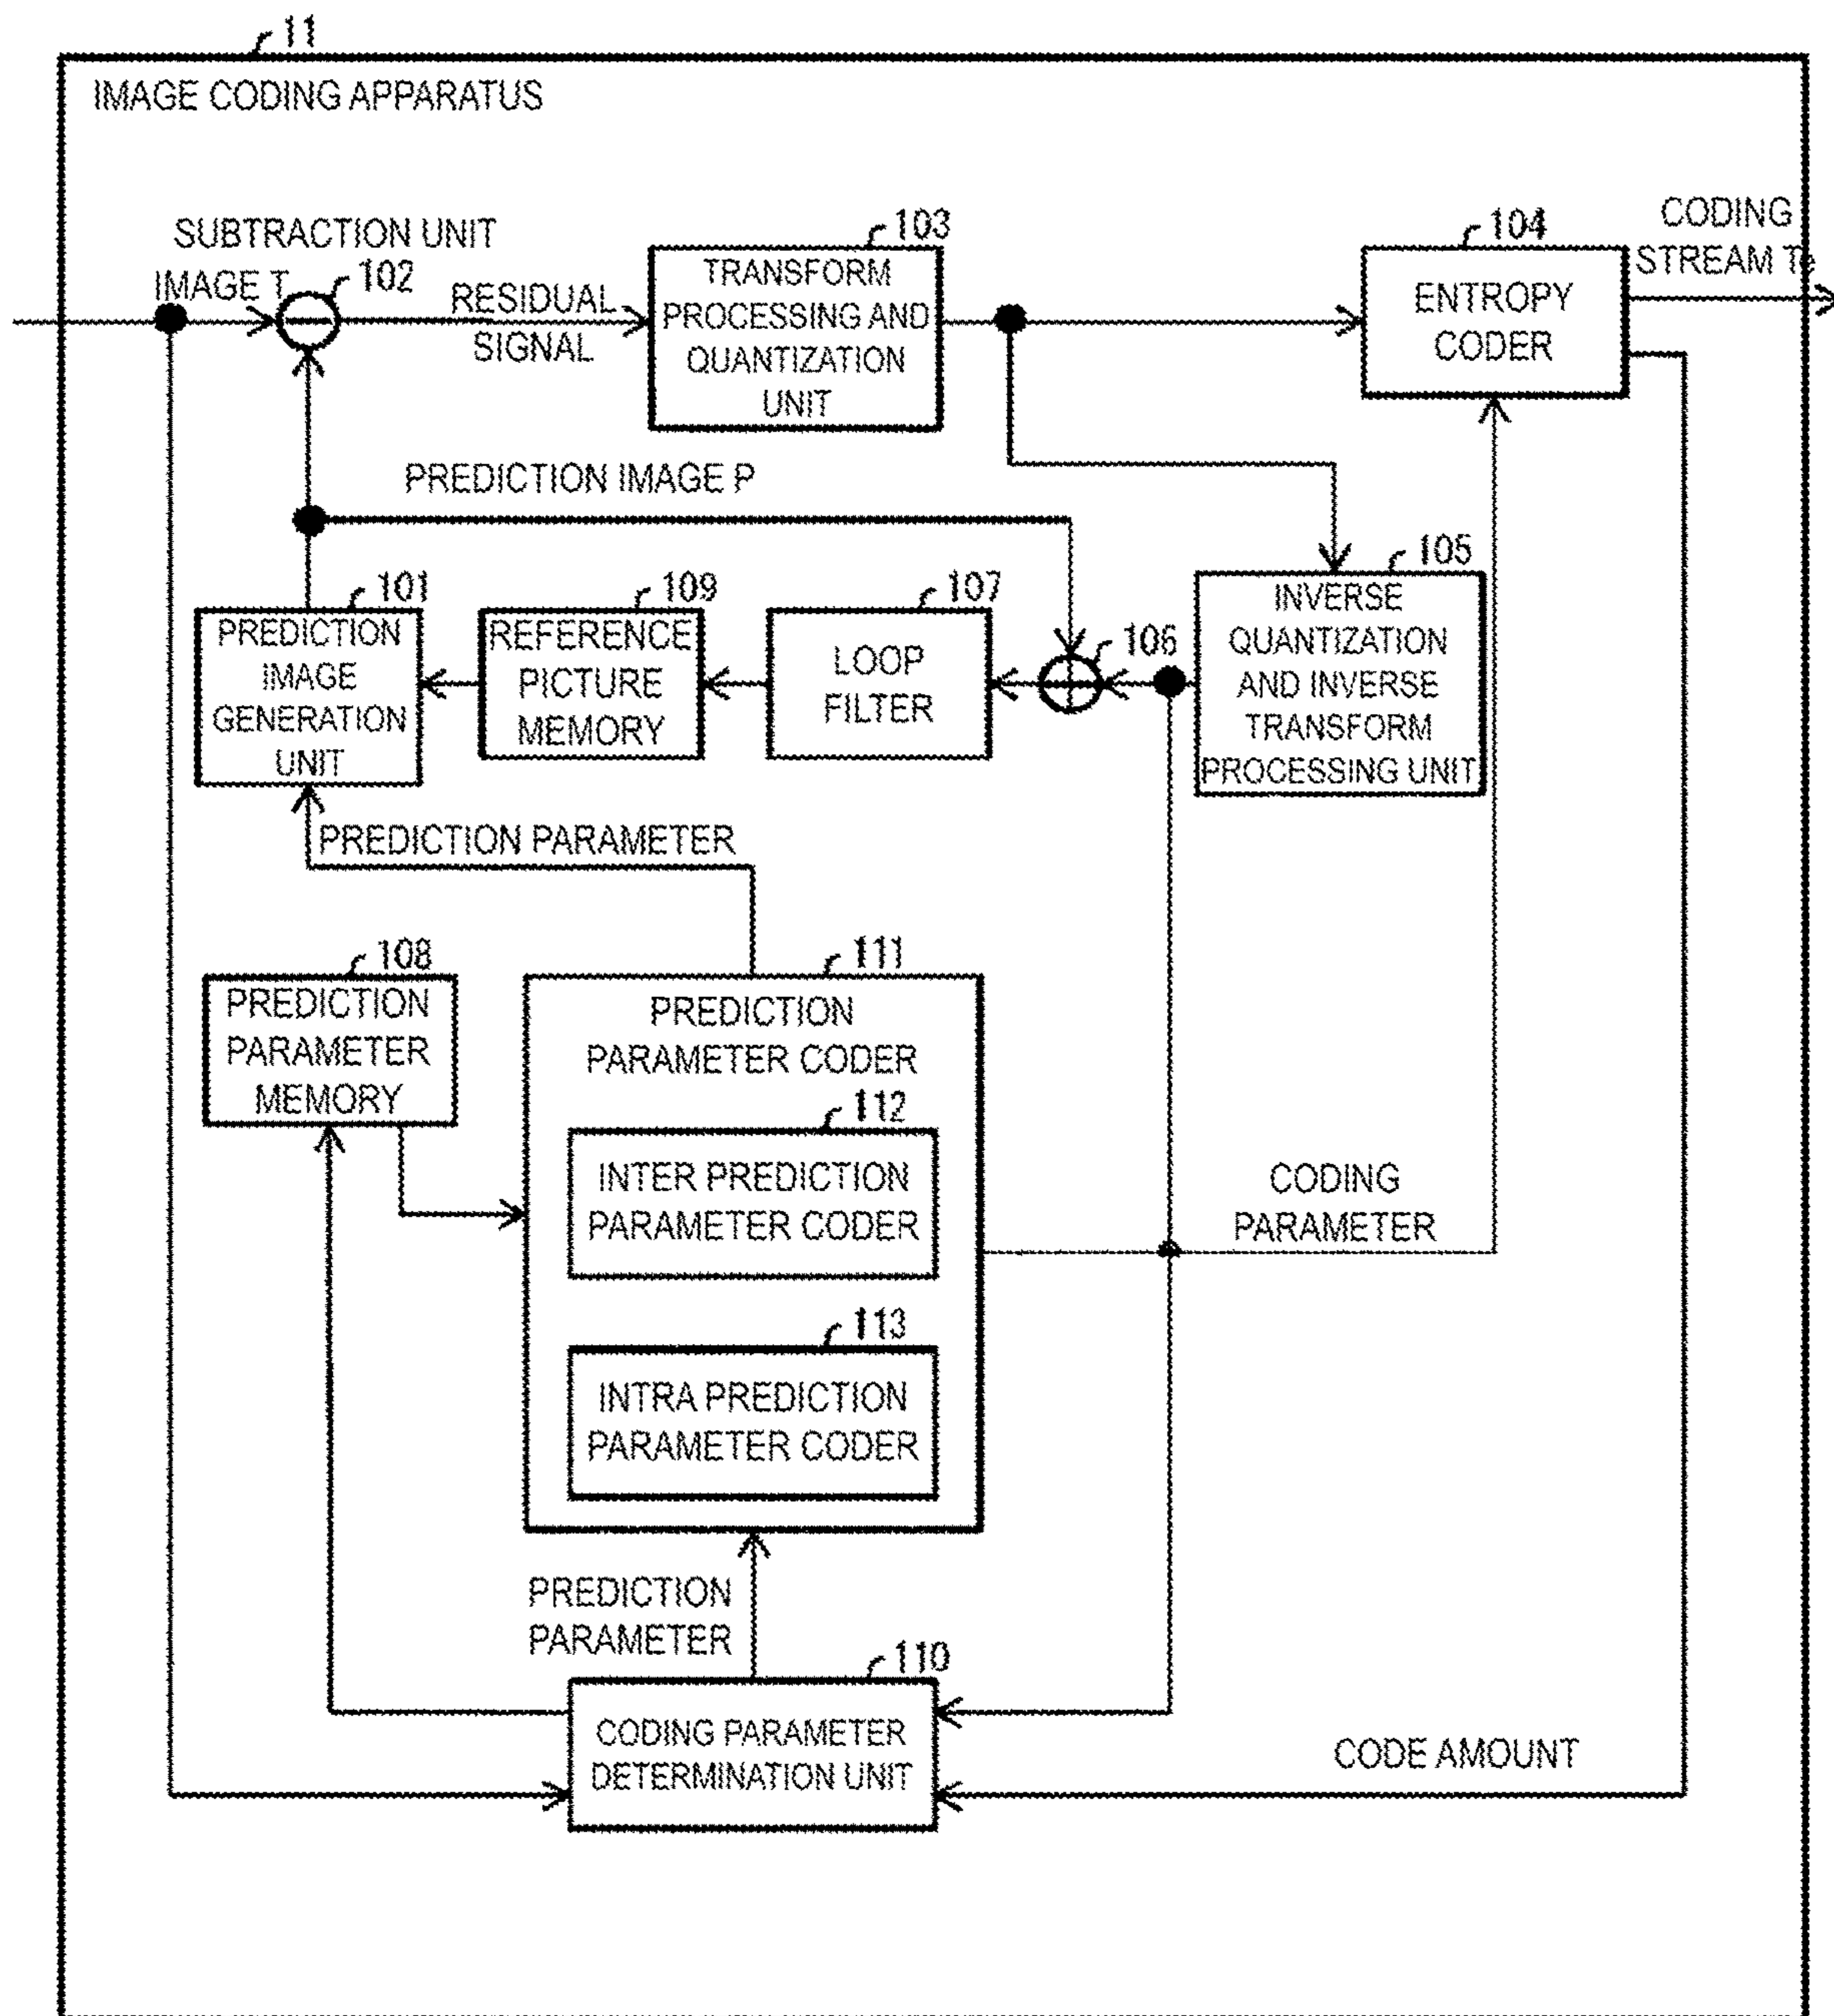 11
IMAGE CODING APPARATUS
SUBTRACTION UNIT
IMAGE T
102
RESIDUAL
SIGNAL
103
TRANSFORM
PROCESSING AND
QUANTIZATION
UNIT
104
ENTROPY
CODER
CODING
STREAM Te
PREDICTION IMAGE P
101
PREDICTION
IMAGE
GENERATION
UNIT
109
REFERENCE
PICTURE
MEMORY
107
LOOP
FILTER
106
105
INVERSE
QUANTIZATION
AND INVERSE
TRANSFORM
PROCESSING UNIT
PREDICTION PARAMETER
108
PREDICTION
PARAMETER
MEMORY
111
PREDICTION
PARAMETER CODER
112
INTER PREDICTION
PARAMETER CODER
113
INTRA PREDICTION
PARAMETER CODER
CODING
PARAMETER
PREDICTION
PARAMETER
110
CODING PARAMETER
DETERMINATION UNIT
CODE AMOUNT